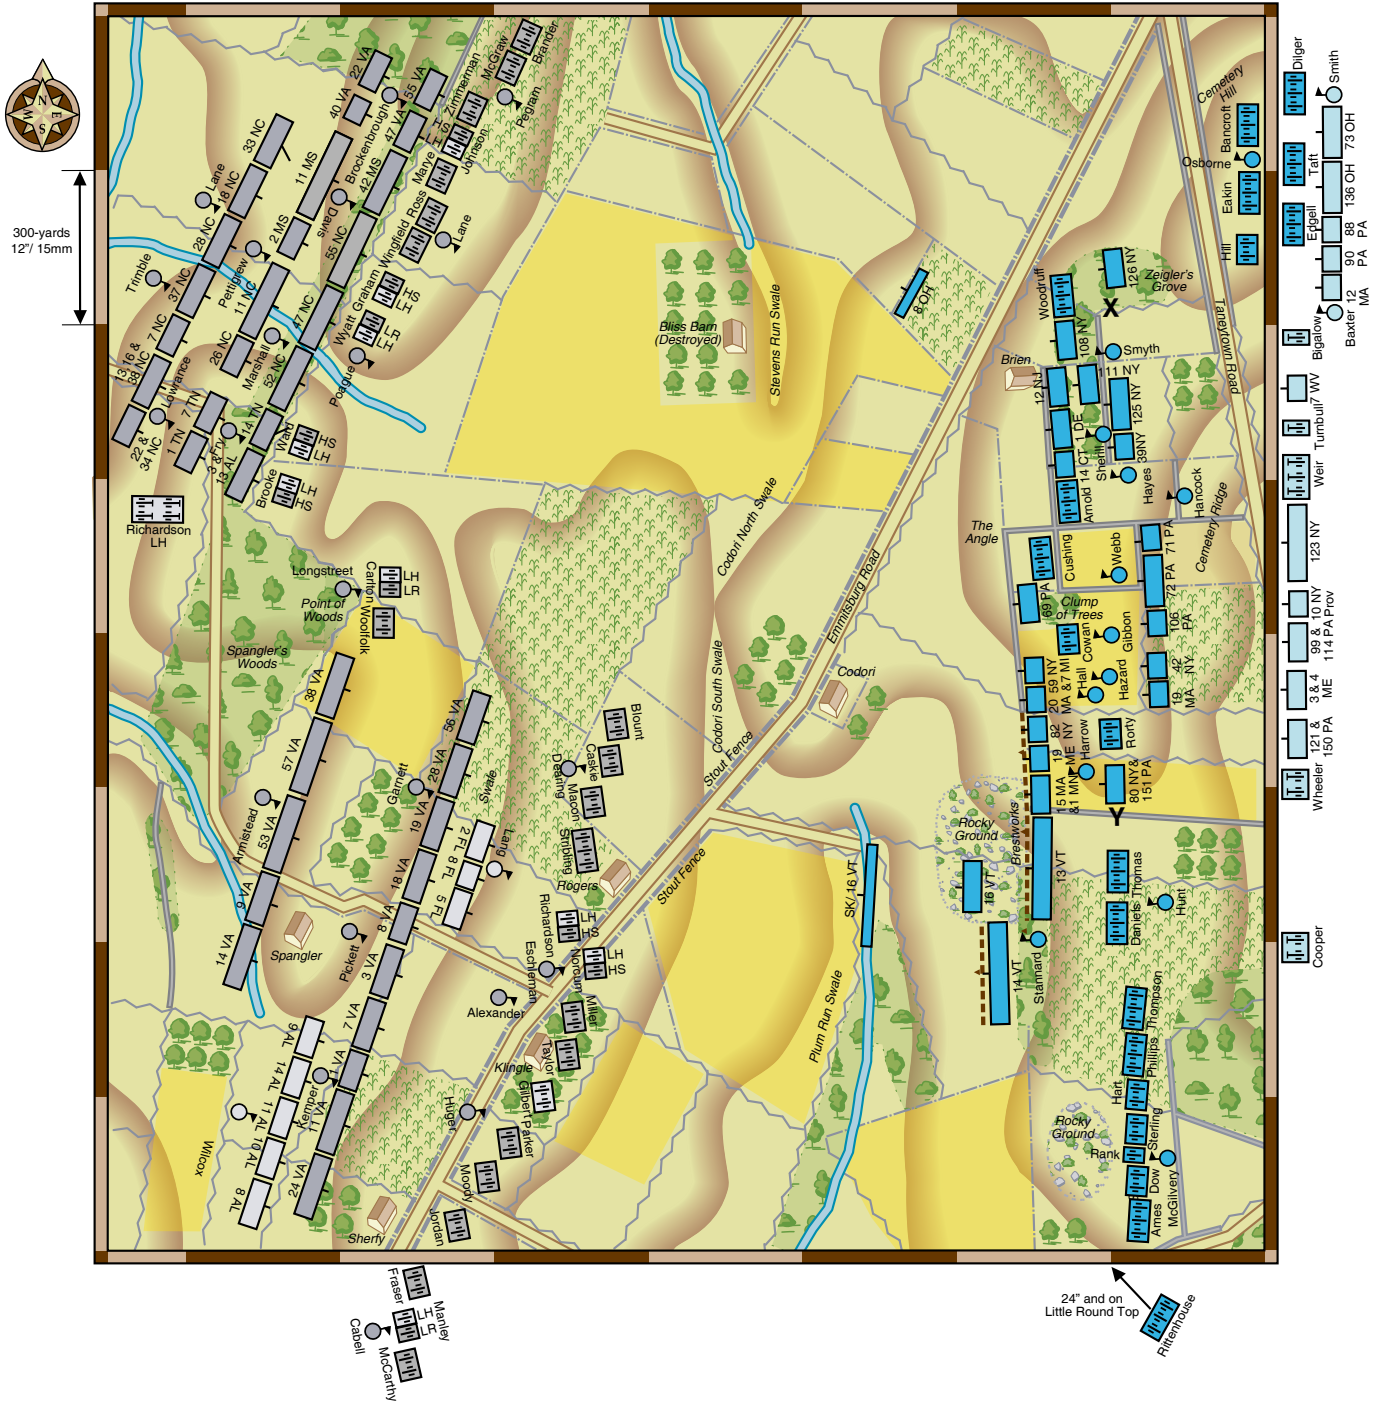 N
E
S
W
300-yards
12"/ 15mm
22 VA
40 VA
55 VA
47 VA
Brockenbrough
33 NC
11 MS
42 MS
Davis
Lane
18 NC
28 NC
2 MS
55 NC
Trimble
37 NC
Pettigrew
11 NC
47 NC
7 NC
26 NC
Marshall
52 NC
13, 16 &
38 NC
Lowrance
22 &
34 NC
7 TN
1 TN
Fry
14 TN
3 &
13 AL
Brander
McGraw
Zimmerman
Pegram
HS
Johnson
Marye
Ross
Wingfield
Lane
Graham
HS
LH
Wyatt
LR
LH
Poague
Ward
HS
LH
Brooke
LH
HS
Richardson
LH
Longstreet
Point of
Woods
Carlton
LH
LR
Woolfolk
Spangler's
Woods
38 VA
57 VA
Armistead
53 VA
9 VA
14 VA
56 VA
28 VA
Garnett
19 VA
18 VA
8 VA
Swale
2 FL
8 FL
5 FL
Lang
Spangler
Pickett
3 VA
7 VA
1 VA
Kemper
11 VA
24 VA
9 AL
14 AL
11 AL
10 AL
8 AL
Wilcox
Blount
Caskie
Dearing
Macon
Stribling
Rogers
Richardson
LH
HS
Eschleman
Norcum
LH
HS
Alexander
Miller
Klingle
Taylor
Gilbert
Huger
Parker
Moody
Jordan
Sherfy
Fraser
Manley
LH
LR
Cabell
McCarthy
Bliss Barn
(Destroyed)
Stevens Run Swale
Codori North Swale
Codori South Swale
Emmitsburg Road
Stout Fence
Stout Fence
Codori
Plum Run Swale
SK/ 16 VT
8 OH
Cemetery
Hill
Bancroft
Osborne
Eakin
Hill
Taneytown Road
126 NY
Zeigler's
Grove
X
Woodruff
108 NY
Smyth
Brien
12 NJ
111 NY
125 NY
1 DE
Sherill
39NY
14 CT
Hayes
Arnold
Hancock
Cemetery Ridge
The
Angle
Cushing
Webb
71 PA
72 PA
69 PA
Clump
of Trees
106
PA
Cowan
Gibbon
59 NY
&7 MI
Hall
Hazard
42
NY
19
MA
20
MA
82
NY
19
ME
Harrow
Rorty
15 MA
&1 MN
80 NY&
151 PA
Y
Brestworks
Rocky
Ground
13 VT
16 VT
14 VT
Stannard
Thomas
Daniels
Hunt
Thompson
Phillips
Hart
Sterling
Rocky
Ground
Rank
Dow
McGilvery
Ames
24" and on
Little Round Top
Rittenhouse
Dilger
Smith
73 OH
Taft
136 OH
Edgell
88
PA
90
PA
12
MA
Baxter
Bigalow
7 WV
Turnbull
Weir
123 NY
10 NY
Prov
99 &
114 PA
3 & 4
ME
121 &
150 PA
Wheeler
Cooper